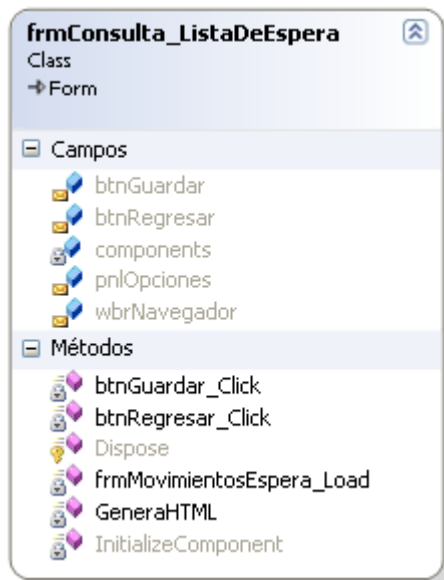 frmConsulta_ListaDeEspera
Class
Form
Campos
btnGuardar
btnRegresar
components
pnlOpciones
wbrNavegador
Métodos
btnGuardar_Click
btnRegresar_Click
Dispose
frmMovimientosEspera_Load
GeneraHTML
InitializeComponent